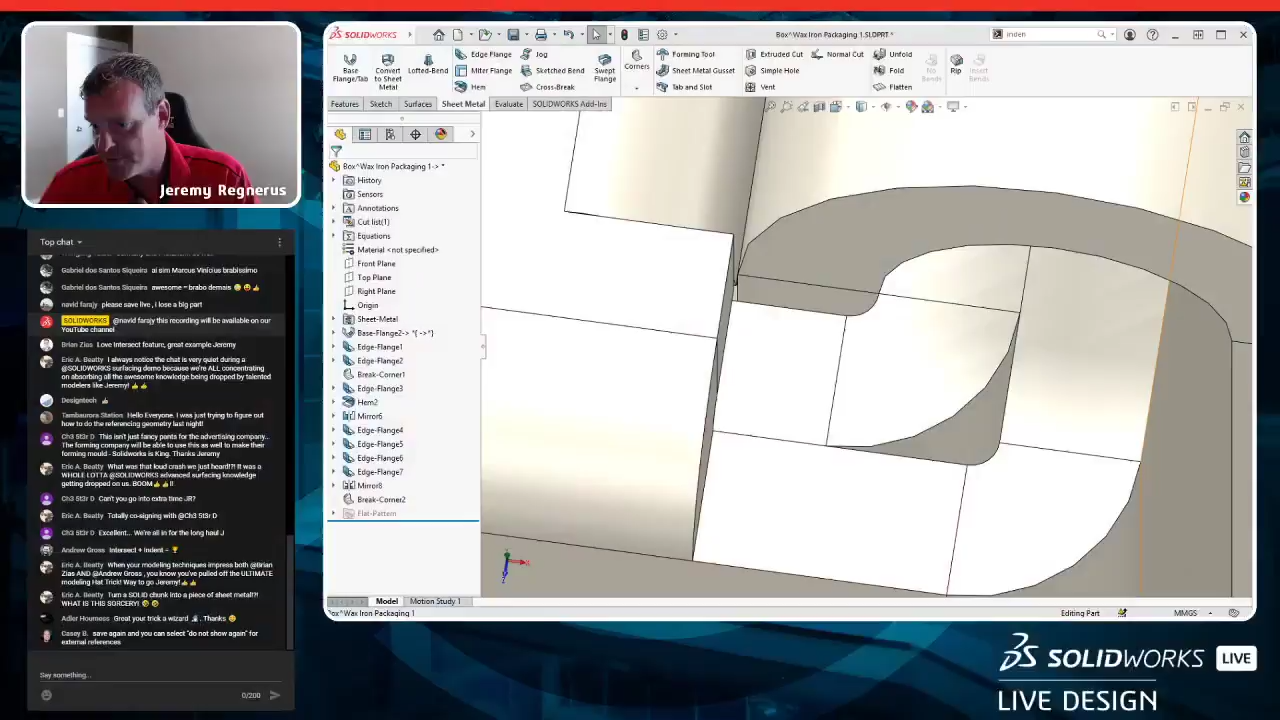 Jeremy Regnerus
Top chat
Gabriel dos Santos Siqueira ai sim Marcus Vinicius brabissimo
Gabriel dos Santos Siqueira awesome ~ brabo demais
navid farajy please save live , i lose a big part
SOLIDWORKS @navid farajy this recording will be available on our
YouTube channel
Brian Zias Love Intersect feature, great example Jeremy
Eric A. Beatty I always notice the chat is very quiet during a
@SOLIDWORKS surfacing demo because we're ALL concentrating
on absorbing all the awesome knowledge being dropped by talented
modelers like Jeremy!
Designtech
Tambaurora Station Hello Everyone. I was just trying to figure out
how to do the referencing geometry last night!
Ch3 5t3r D This isn't just fancy pants for the advertising company...
The forming company will be able to use this as well to make their
forming mould - Solidworks is King. Thanks Jeremy
Eric A. Beatty What was that loud crash we just heard!?! It was a
WHOLE LOTTA @SOLIDWORKS advanced surfacing knowledge
getting dropped on us. BOOM
Ch3 5t3r D Can't you go into extra time JR?
Eric A. Beatty Totally co-signing with @Ch3 5t3r D
Ch3 5t3r D Excellent... We're all in for the long haul J
Andrew Gross Intersect + Indent =
Eric A. Beatty When your modeling techniques impress both @Brian
Zias AND @Andrew Gross , you know you've pulled off the ULTIMATE
modeling Hat Trick! Way to go Jeremy!
Eric A. Beatty Turn a SOLID chunk into a piece of sheet metal!?!
WHAT IS THIS SORCERY!
Adler Hourness Great your trick a wizard . Thanks
Casey B. save again and you can select "do not show again" for
external references
Say something...
0/200
SOLIDWORKS
Box^Wax Iron Packaging 1.SLDPRT *
inden
Base
Flange/Tab
Convert
to Sheet
Metal
Lofted-Bend
Edge Flange
Miter Flange
Hem
Jog
Sketched Bend
Cross-Break
Swept
Flange
Corners
Forming Tool
Sheet Metal Gusset
Tab and Slot
Extruded Cut
Simple Hole
Vent
Normal Cut
Unfold
Fold
Flatten
No
Bends
Rip
Insert
Bends
Features
Sketch
Surfaces
Sheet Metal
Evaluate
SOLIDWORKS Add-Ins
Box^Wax Iron Packaging 1-> *
History
Sensors
Annotations
Cut list(1)
Equations
Material <not specified>
Front Plane
Top Plane
Right Plane
Origin
Sheet-Metal
Base-Flange2-> *{ ->*}
Edge-Flange1
Edge-Flange2
Break-Corner1
Edge-Flange3
Hem2
Mirror6
Edge-Flange4
Edge-Flange5
Edge-Flange6
Edge-Flange7
Mirror8
Break-Corner2
Flat-Pattern
Model
Motion Study 1
Box^Wax Iron Packaging 1
Editing Part
MMGS
SOLIDWORKS LIVE
LIVE DESIGN